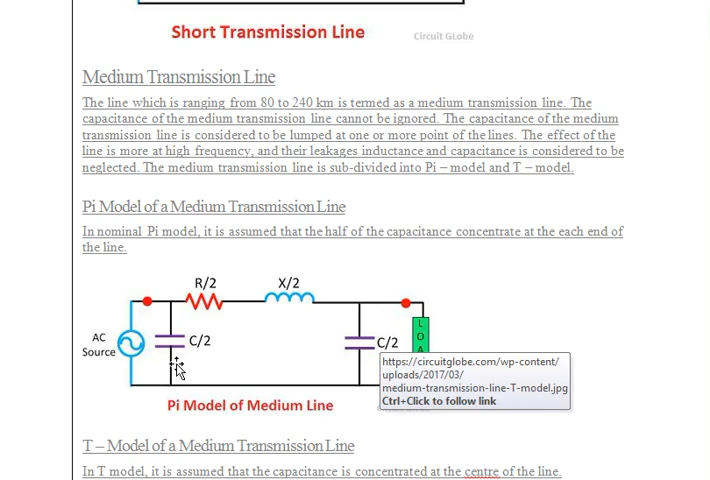 Short Transmission Line
Circuit GLobe
Medium Transmission Line
The line which is ranging from 80 to 240 km is termed as a medium transmission line. The
capacitance of the medium transmission line cannot be ignored. The capacitance of the medium
transmission line is considered to be lumped at one or more point of the lines. The effect of the
line is more at high frequency, and their leakages inductance and capacitance is considered to be
neglected. The medium transmission line is sub-divided into Pi – model and T – model.
Pi Model of a Medium Transmission Line
In nominal Pi model, it is assumed that the half of the capacitance concentrate at the each end of
the line.
R/2
X/2
AC
Source
C/2
C/2
L
O
A
https://circuitglobe.com/wp-content/
uploads/2017/03/
medium-transmission-line-T-model.jpg
Ctrl+Click to follow link
Pi Model of Medium Line
T – Model of a Medium Transmission Line
In T model, it is assumed that the capacitance is concentrated at the centre of the line.